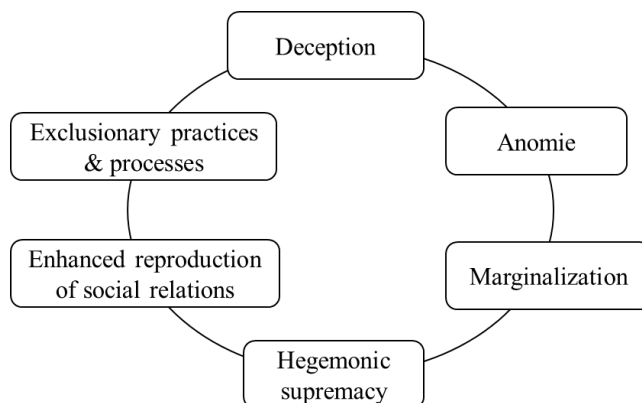 Deception
Exclusionary practices
& processes
Anomie
Enhanced reproduction
of social relations
Marginalization
Hegemonic
supremacy